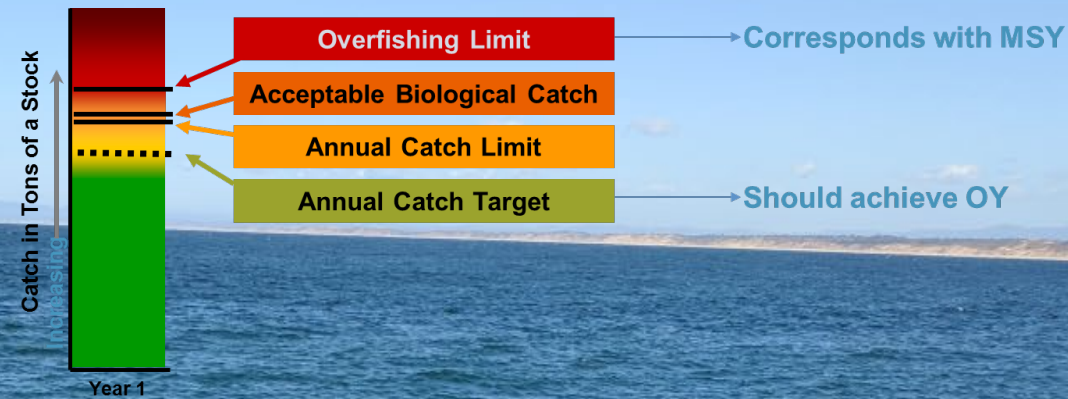 Catch in Tons of a Stock
Increasing
Overfishing Limit
Corresponds with MSY
Acceptable Biological Catch
Annual Catch Limit
Annual Catch Target
Should achieve OY
Year 1